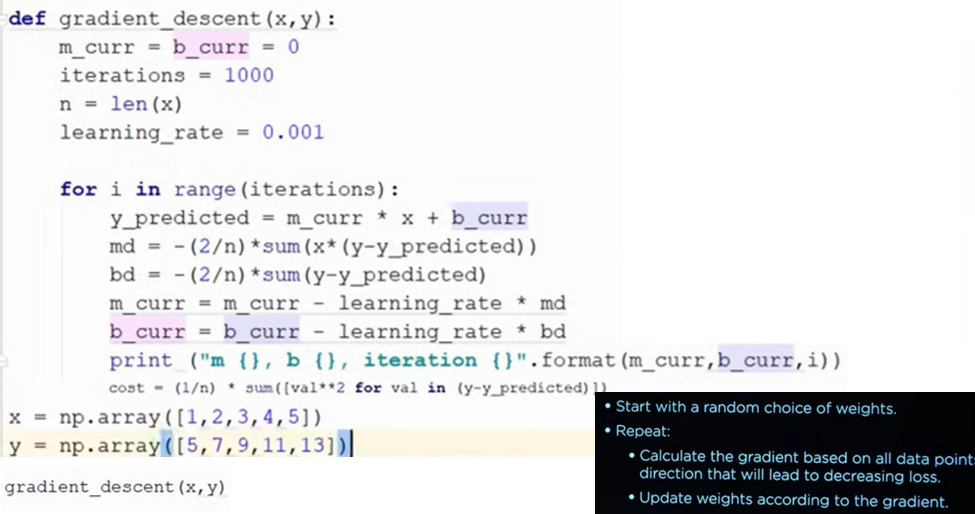 def gradient_descent(x,y):
    m_curr = b_curr = 0
    iterations = 1000
    n = len(x)
    learning_rate = 0.001
    for i in range(iterations):
        y_predicted = m_curr * x + b_curr
        md = -(2/n)*sum(x*(y-y_predicted))
        bd = -(2/n)*sum(y-y_predicted)
        m_curr = m_curr - learning_rate * md
        b_curr = b_curr - learning_rate * bd
        print ("m {}, b {}, iteration {}".format(m_curr,b_curr,i))
        cost = (1/n) * sum([val**2 for val in (y-y_predicted)])
x = np.array([1,2,3,4,5])
y = np.array([5,7,9,11,13])
gradient_descent(x,y)
• Start with a random choice of weights.
• Repeat:
• Calculate the gradient based on all data point
direction that will lead to decreasing loss.
• Update weights according to the gradient.